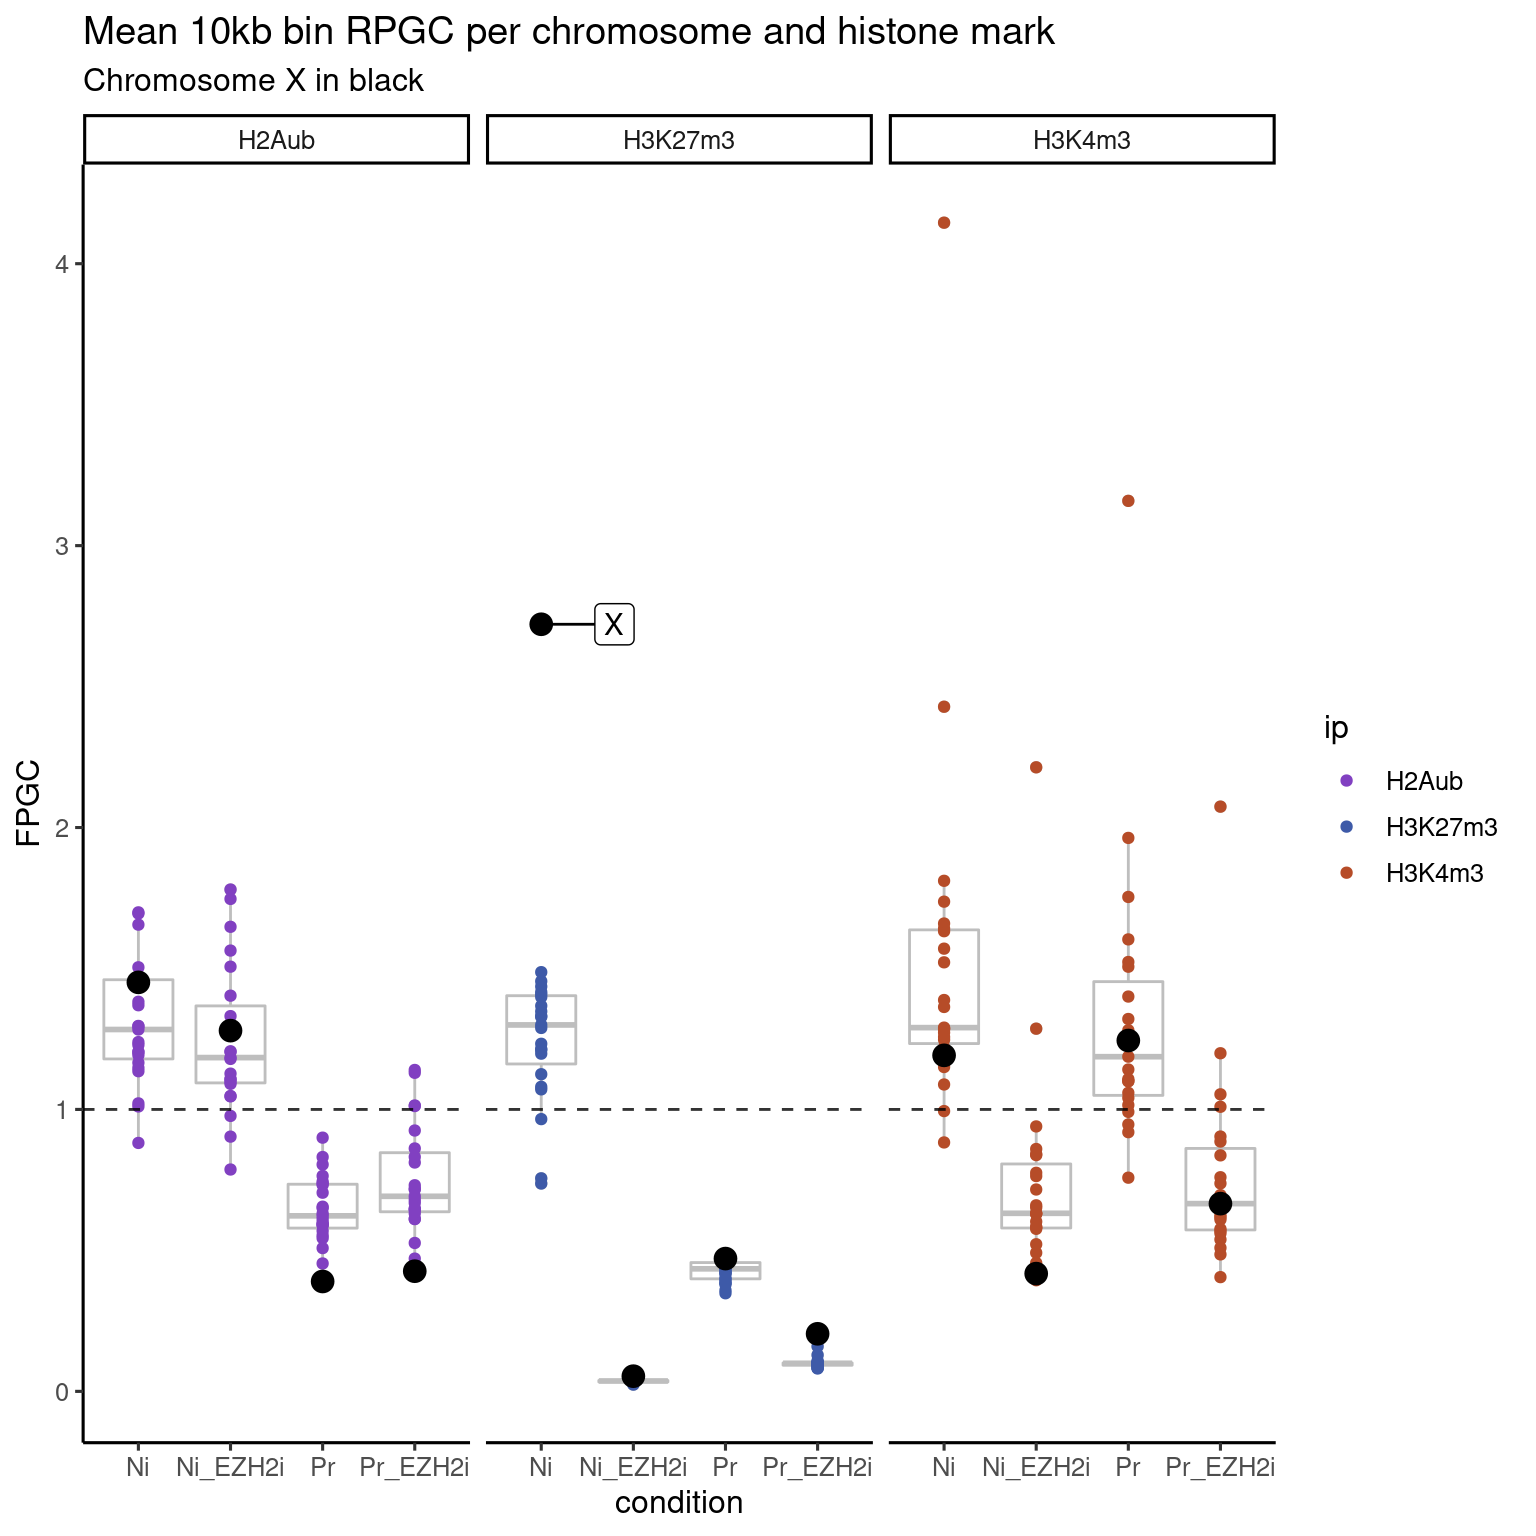 Mean 10kb bin RPGC per chromosome and histone mark
Chromosome X in black
H2Aub H3K27m3 H3K4m3
4
3
X
2
1
0
FPGC
ip
H2Aub
H3K27m3
H3K4m3
Ni Ni_EZH2i Pr Pr_EZH2i Ni Ni_EZH2i Pr Pr_EZH2i Ni Ni_EZH2i Pr Pr_EZH2i
condition